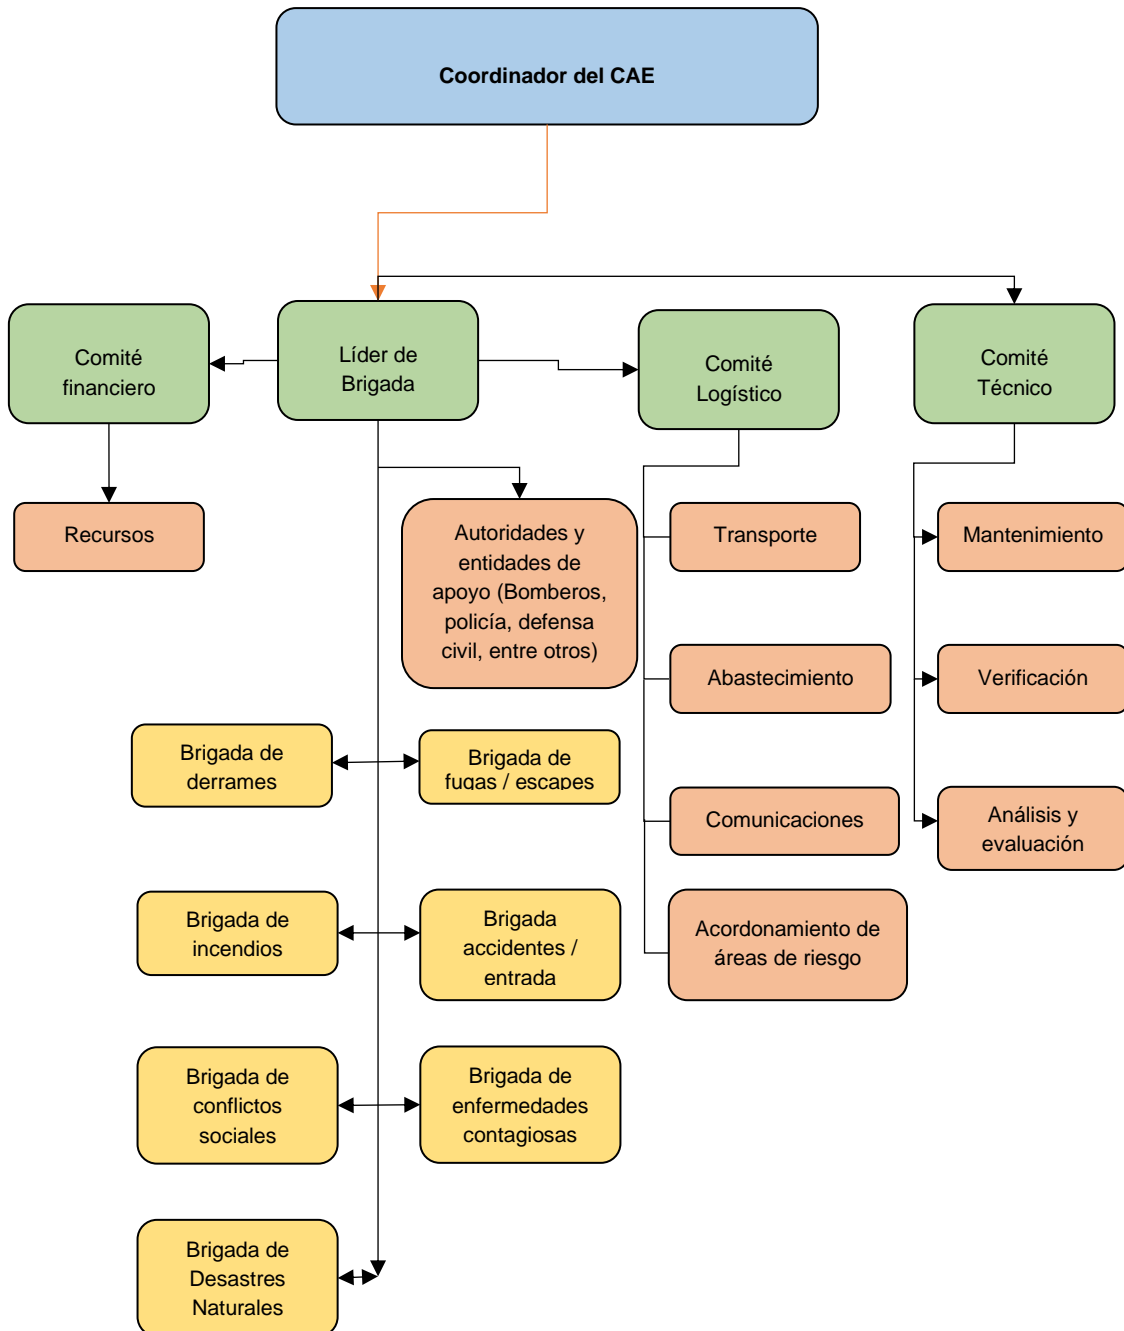 Coordinador del CAE
Comité
financiero
Líder de
Brigada
Comité
Logístico
Comité
Técnico
Recursos
Autoridades y
entidades de
apoyo (Bomberos,
policía, defensa
civil, entre otros)
Transporte
Mantenimiento
Abastecimiento
Verificación
Brigada de
derrames
Brigada de
fugas / escapes
Comunicaciones
Análisis y
evaluación
Brigada de
incendios
Brigada
accidentes /
entrada
Acordonamiento de
áreas de riesgo
Brigada de
conflictos
sociales
Brigada de
enfermedades
contagiosas
Brigada de
Desastres
Naturales